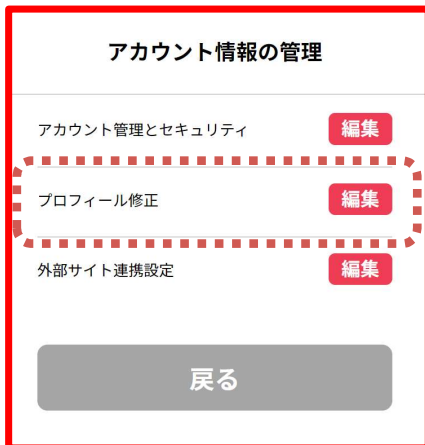 アカウント情報の管理
アカウント管理とセキュリティ 編集
プロフィール修正 編集
外部サイト連携設定 編集
戻る